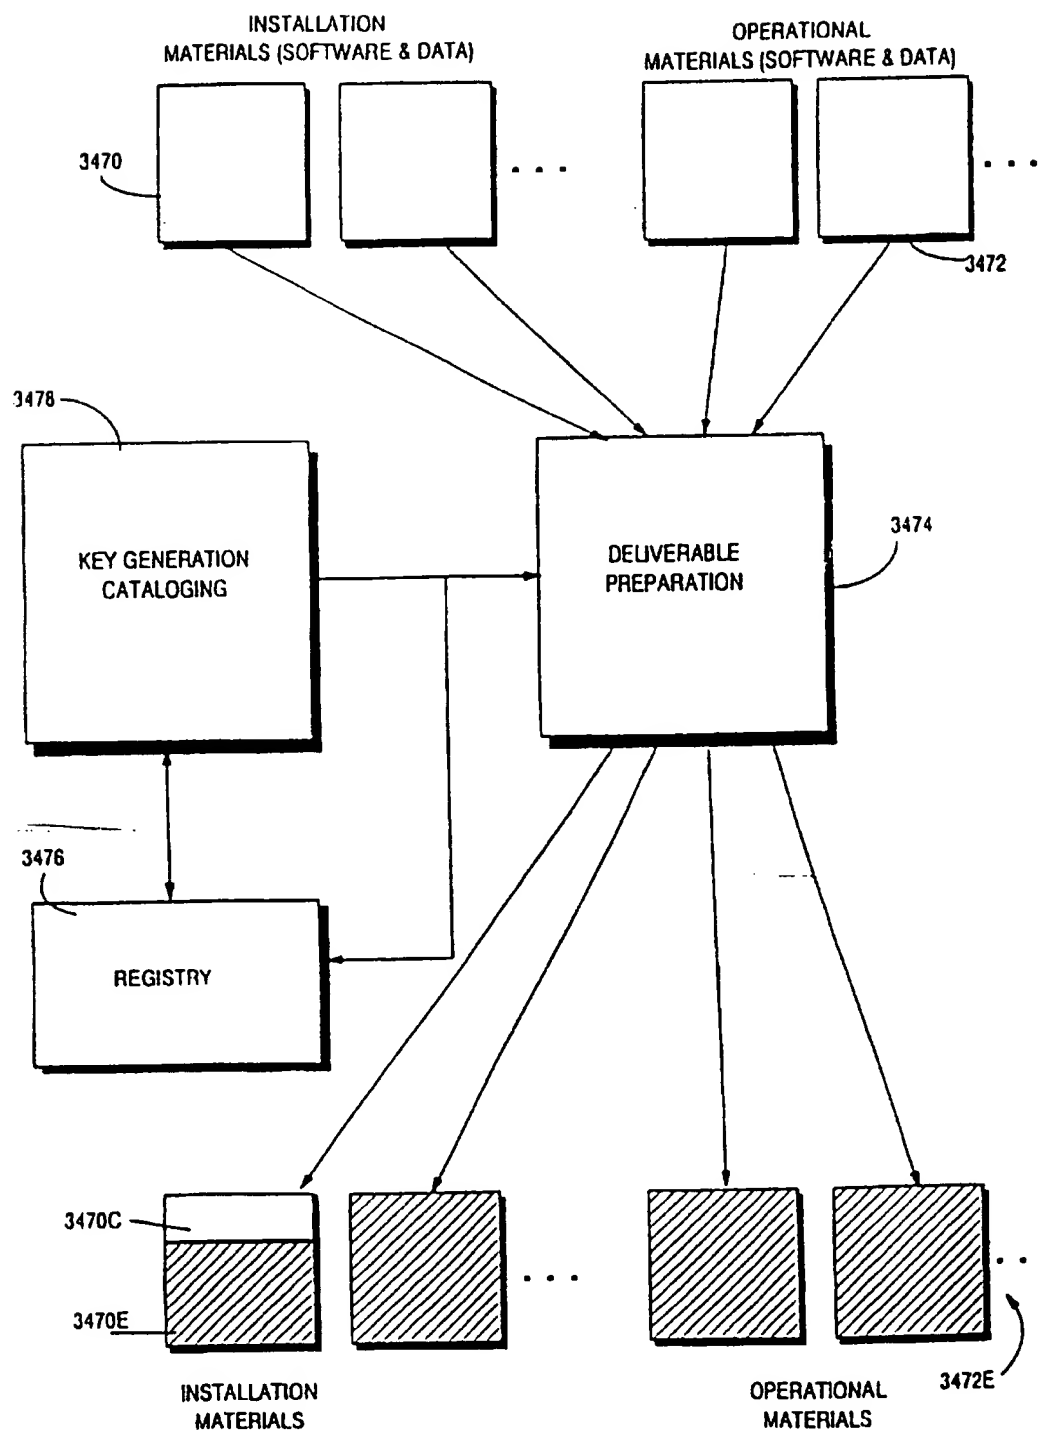 INSTALLATION
MATERIALS (SOFTWARE & DATA)
OPERATIONAL
MATERIALS (SOFTWARE & DATA)
3470
3472
3478
KEY GENERATION
CATALOGING
DELIVERABLE
PREPARATION
3474
3476
REGISTRY
3470C
3470E
3472E
INSTALLATION
MATERIALS
OPERATIONAL
MATERIALS